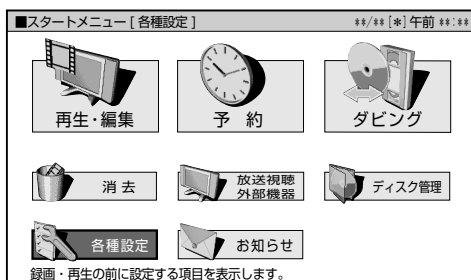 ■スタートメニュー [ 各種設定 ] **/** [*] 午前 **:**
再生・編集 予 約 ダビング
消 去 放送視聴 ディスク管理
外部機器
各種設定 お知らせ
録画・再生の前に設定する項目を表示します。